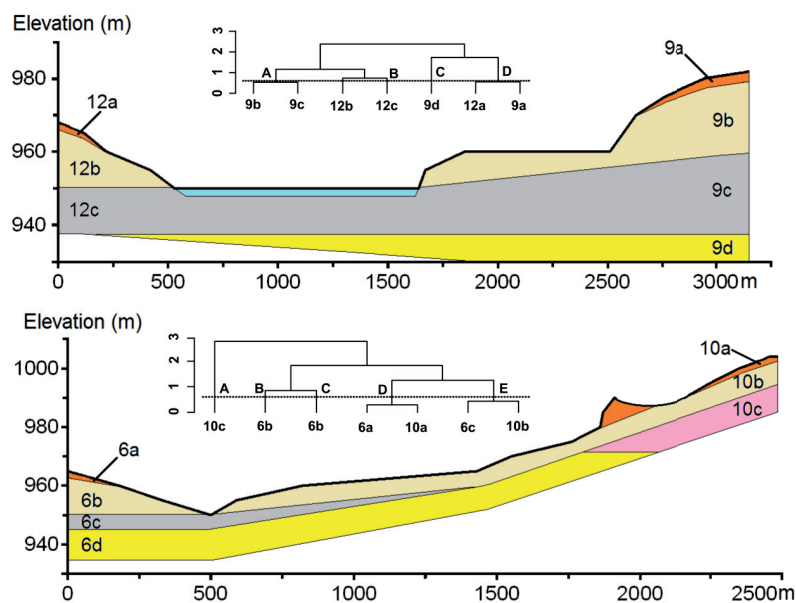 Elevation (m)
3
2
1
0
A
B
C
D
9b
9c
12b
12c
9d
12a
9a
980
960
940
12a
12b
12c
9a
9b
9c
9d
0
500
1000
1500
2000
2500
3000m
Elevation (m)
3
2
1
0
A
B
C
D
E
10c
6b
6b
6a
10a
6c
10b
1000
980
960
940
6a
6b
6c
6d
10a
10b
10c
0
500
1000
1500
2000
2500m